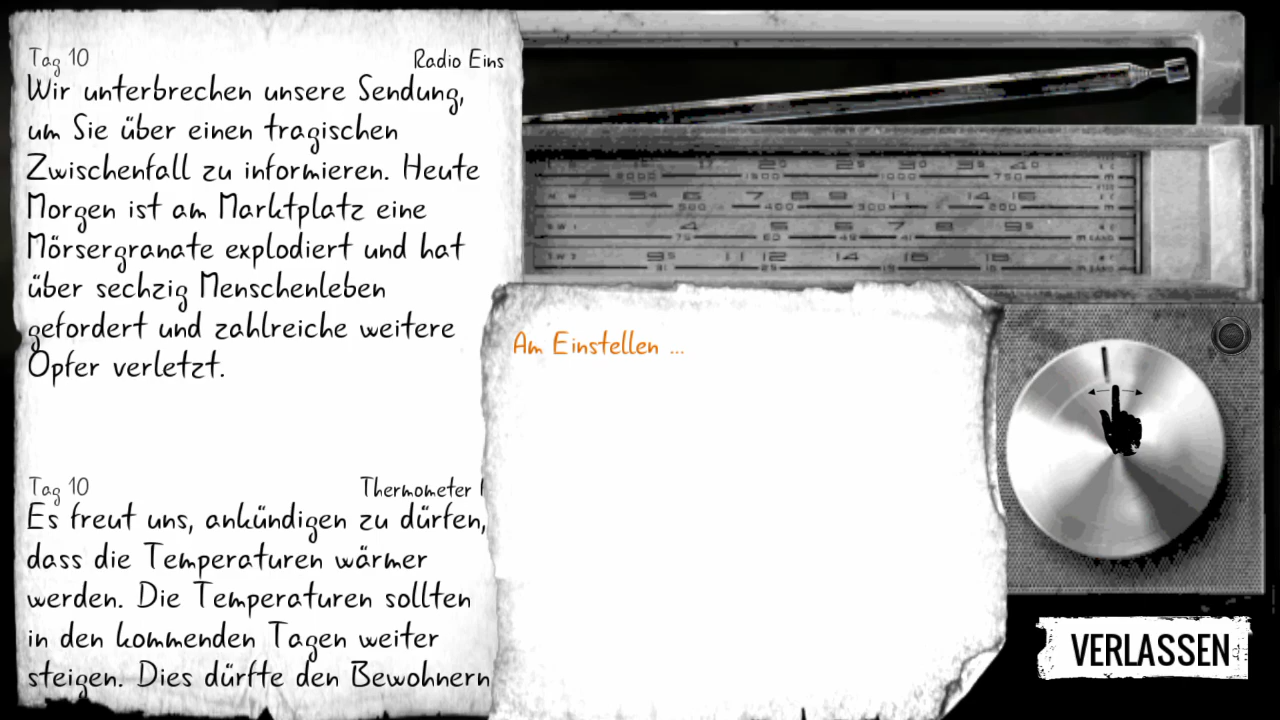 Tag 10 Radio Eins
Wir unterbrechen unsere Sendung,
um Sie über einen tragischen
Zwischenfall zu informieren. Heute
Morgen ist am Marktplatz eine
Mörsergranate explodiert und hat
über sechzig Menschenleben
gefordert und zahlreiche weitere
Opfer verletzt.
Tag 10 Thermometer
Es freut uns, ankündigen zu dürfen,
dass die Temperaturen wärmer
werden. Die Temperaturen sollten
in den kommenden Tagen weiter
steigen. Dies dürfte den Bewohnern
Am Einstellen ...
VERLASSEN